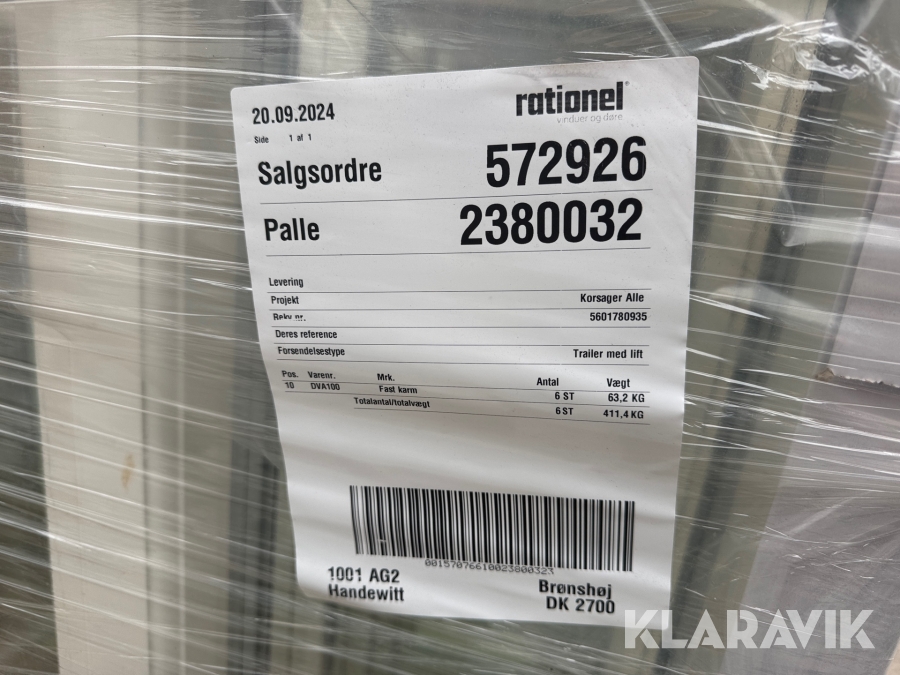 20.09.2024
rationel
vinduer og døre
Side 1 af 1
Salgsordre 572926
Palle 2380032
Levering
Projekt Korsager Alle
Rekv nr. 5601780935
Deres reference
Forsendelsestype Trailer med lift
Pos. Varenr. Mrk. Antal Vægt
10 DVA100 Fast karm 6 ST 63,2 KG
Totalantal/totalvægt 6 ST 411,4 KG
00157076610023800323
1001 AG2 Brønshøj
Handewitt DK 2700
KLARAVIK